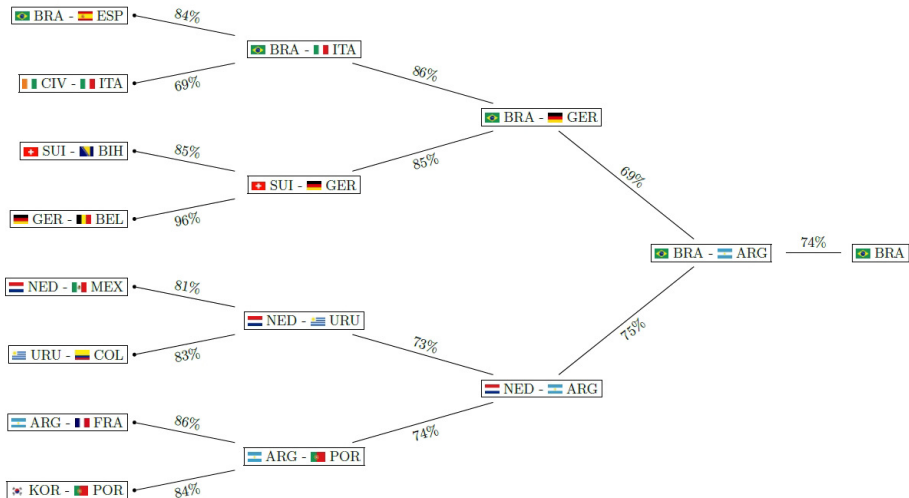 BRA - ESP
84%
BRA - ITA
CIV - ITA
69%
86%
BRA - GER
SUI - BIH
85%
85%
SUI - GER
GER - BEL
96%
69%
BRA - ARG
74%
BRA
NED - MEX
81%
NED - URU
URU - COL
83%
73%
75%
NED - ARG
ARG - FRA
86%
74%
ARG - POR
KOR - POR
84%